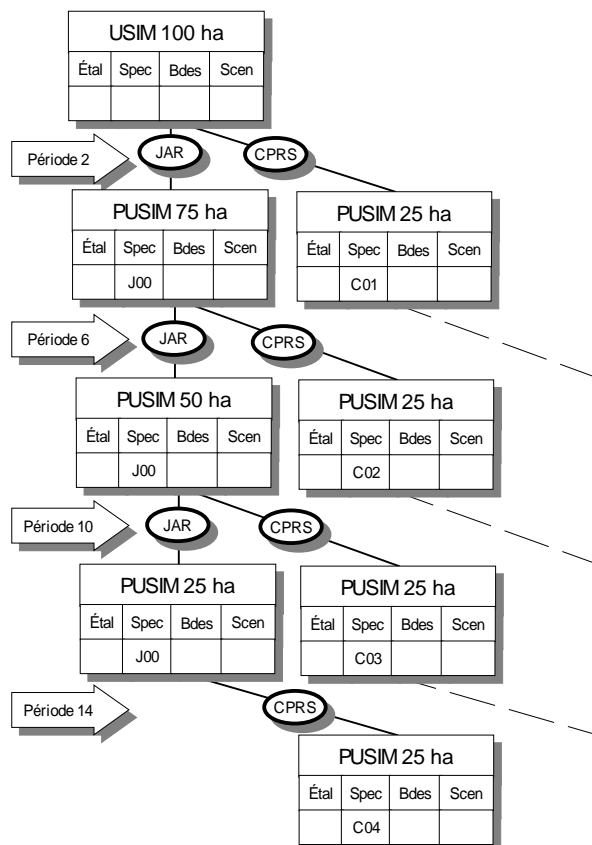 USIM 100 ha
Étal Spec Bdes Scen
Période 2 JAR CPRS
PUSIM 75 ha PUSIM 25 ha
Étal Spec Bdes Scen Étal Spec Bdes Scen
J00 C01
Période 6 JAR CPRS
PUSIM 50 ha PUSIM 25 ha
Étal Spec Bdes Scen Étal Spec Bdes Scen
J00 C02
Période 10 JAR CPRS
PUSIM 25 ha PUSIM 25 ha
Étal Spec Bdes Scen Étal Spec Bdes Scen
J00 C03
Période 14 CPRS
PUSIM 25 ha
Étal Spec Bdes Scen
C04